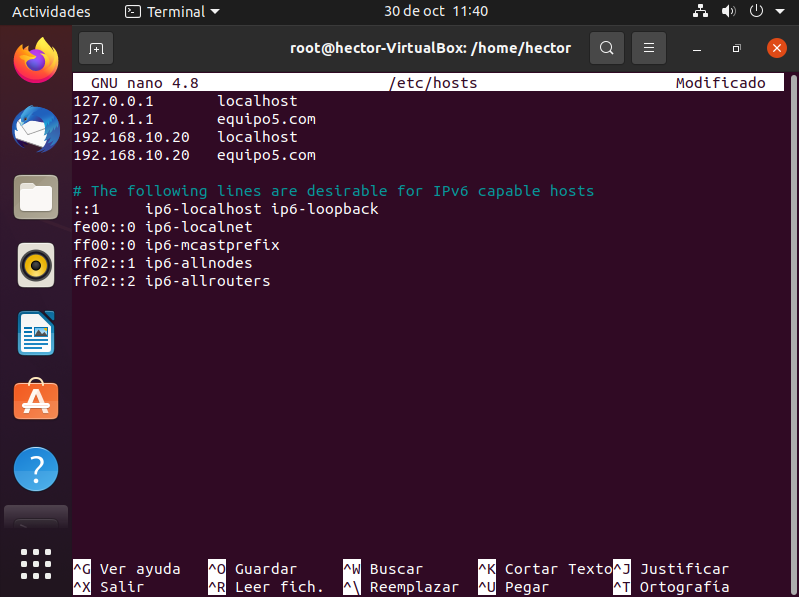 Actividades Terminal 30 de oct 11:40
root@hector-VirtualBox: /home/hector
GNU nano 4.8 /etc/hosts Modificado
127.0.0.1 localhost
127.0.1.1 equipo5.com
192.168.10.20 localhost
192.168.10.20 equipo5.com
# The following lines are desirable for IPv6 capable hosts
::1 ip6-localhost ip6-loopback
fe00::0 ip6-localnet
ff00::0 ip6-mcastprefix
ff02::1 ip6-allnodes
ff02::2 ip6-allrouters
^G Ver ayuda ^O Guardar ^W Buscar ^K Cortar Texto ^J Justificar
^X Salir ^R Leer fich. ^\ Reemplazar ^U Pegar ^T Ortografía